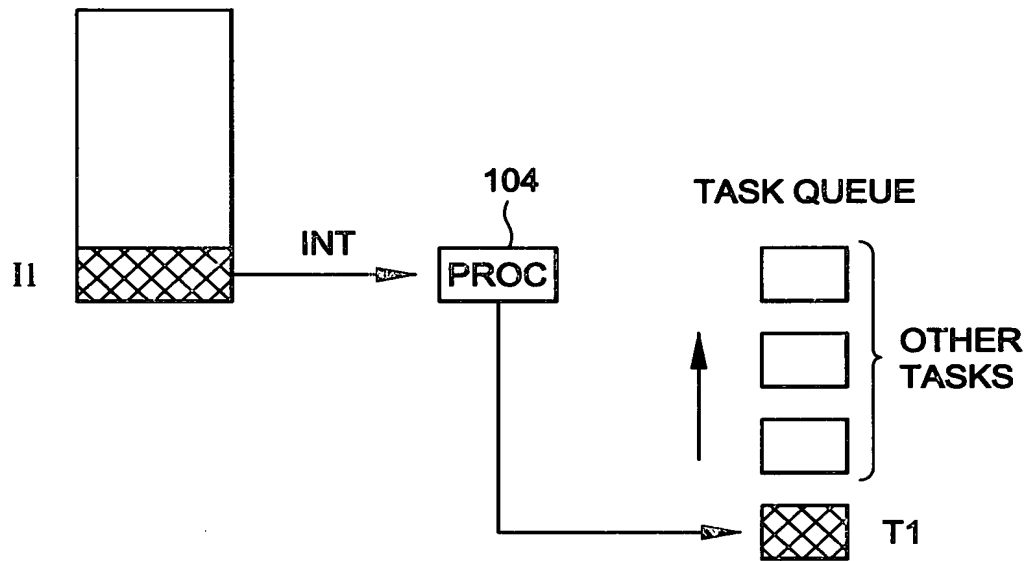 104
TASK QUEUE
INT
I1
PROC
OTHER
TASKS
T1